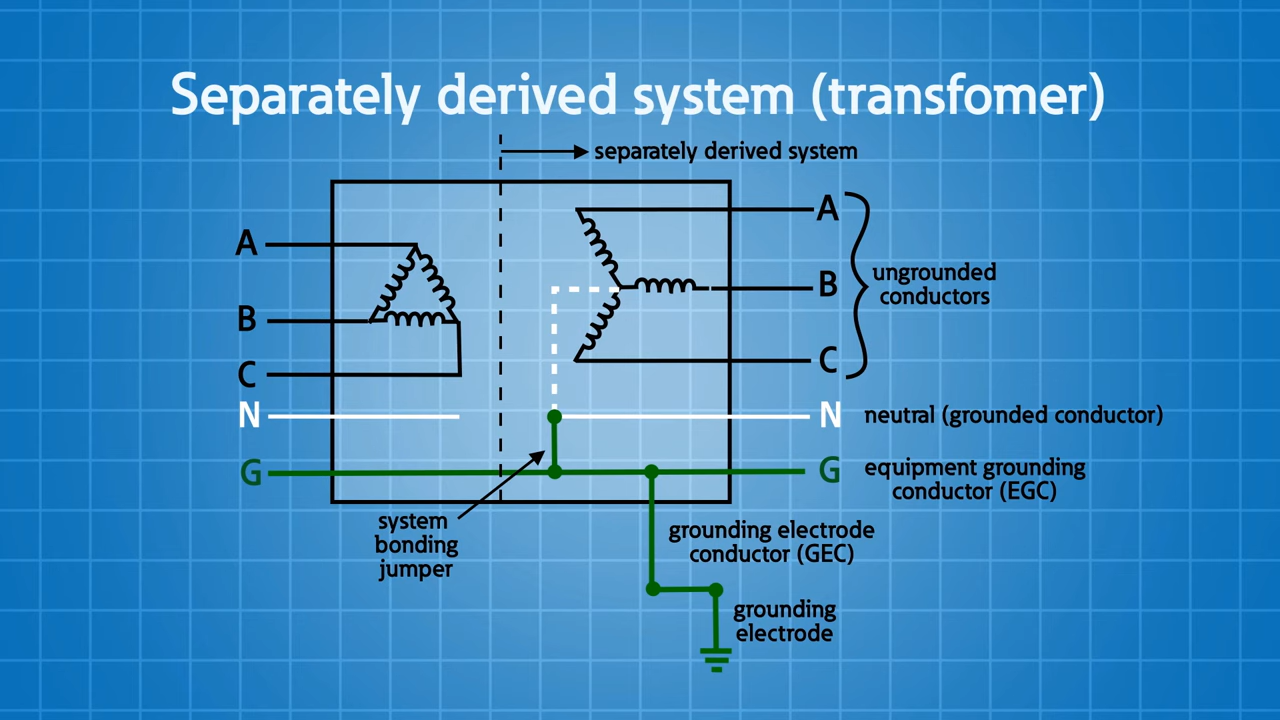 Separately derived system (transfomer)
separately derived system
A
B
C
N
G
A
B
C
N
G
ungrounded
conductors
neutral (grounded conductor)
equipment grounding
conductor (EGC)
system
bonding
jumper
grounding electrode
conductor (GEC)
grounding
electrode